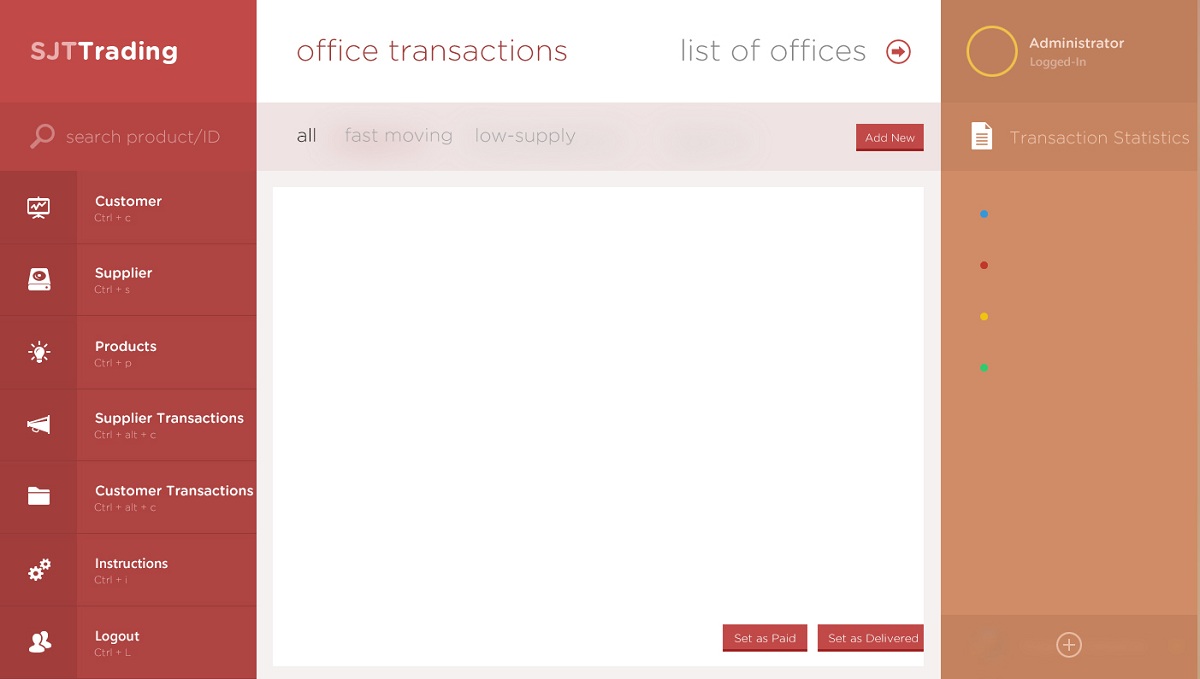 SJTTrading
search product/ID
Customer
Ctrl + c
Supplier
Ctrl + s
Products
Ctrl + p
Supplier Transactions
Ctrl + alt + c
Customer Transactions
Ctrl + alt + c
Instructions
Ctrl + i
Logout
Ctrl + L
office transactions
list of offices
all
fast moving
low-supply
Add New
Set as Paid
Set as Delivered
Administrator
Logged-In
Transaction Statistics